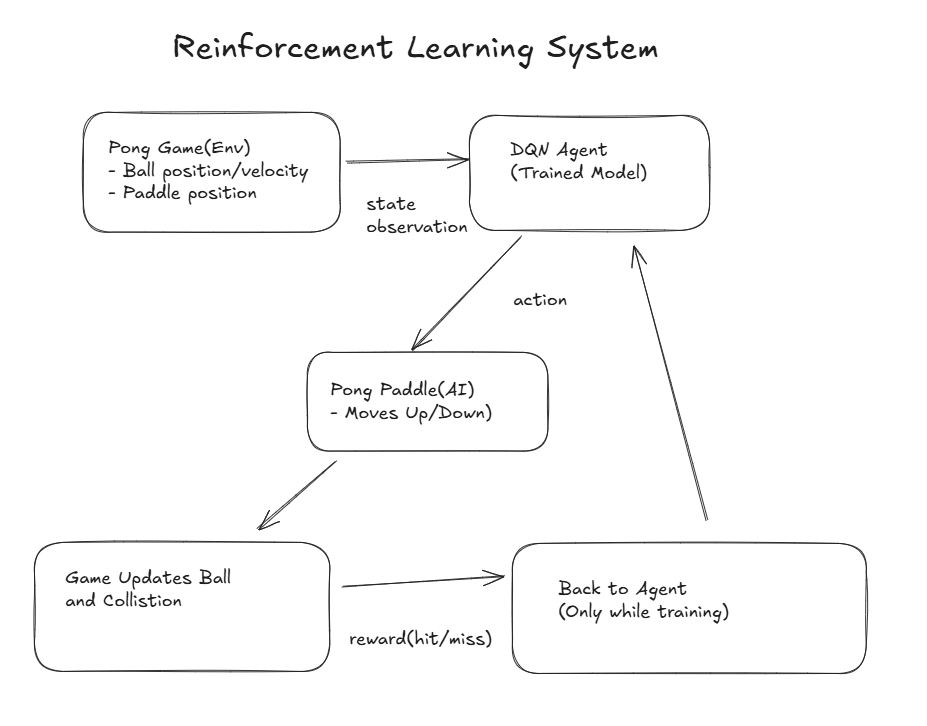 Reinforcement Learning System
Pong Game(Env)
- Ball position/velocity
- Paddle position
DQN Agent
(Trained Model)
state
observation
action
Pong Paddle(AI)
- Moves Up/Down)
Game Updates Ball
and Collistion
Back to Agent
(Only while training)
reward(hit/miss)